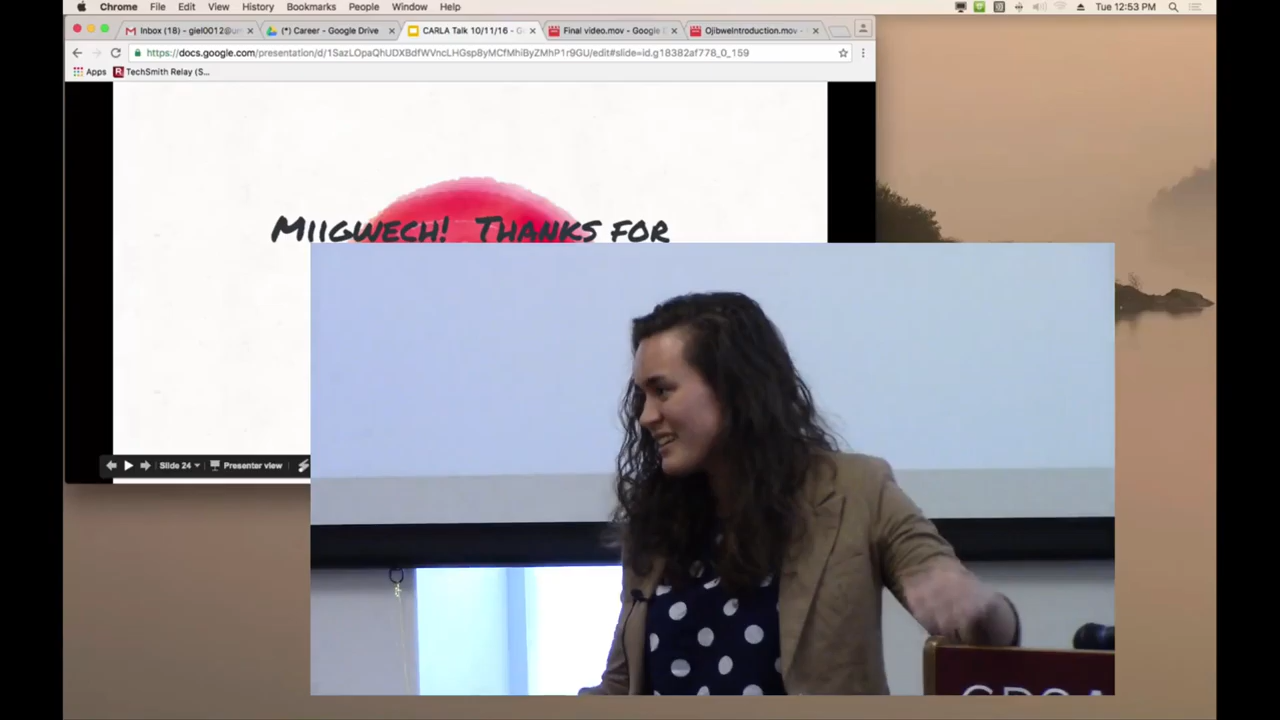 Chrome File Edit View History Bookmarks People Window Help Tue 12:53 PM
Inbox (18) - giel0012@u (*) Career - Google Drive CARLA Talk 10/11/16 - G Final video.mov - Google OjibweIntroduction.mov -
https://docs.google.com/presentation/d/1SazLOpaQhUDXBdfWVncLHGsp8yMCfMhiByZMhP1r9GU/edit#slide=id.g18382af778_0_159
Apps TechSmith Relay (S...
Miigwech! Thanks for
Slide 24 Presenter view